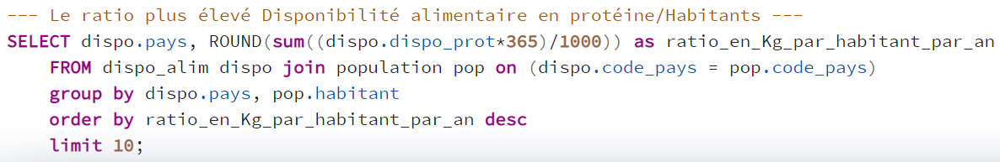 --- Le ratio plus élevé Disponibilité alimentaire en protéine/Habitants ---
SELECT dispo.pays, ROUND(sum((dispo.dispo_prot*365)/1000)) as ratio_en_Kg_par_habitant_par_an
FROM dispo_alim dispo join population pop on (dispo.code_pays = pop.code_pays)
group by dispo.pays, pop.habitant
order by ratio_en_Kg_par_habitant_par_an desc
limit 10;